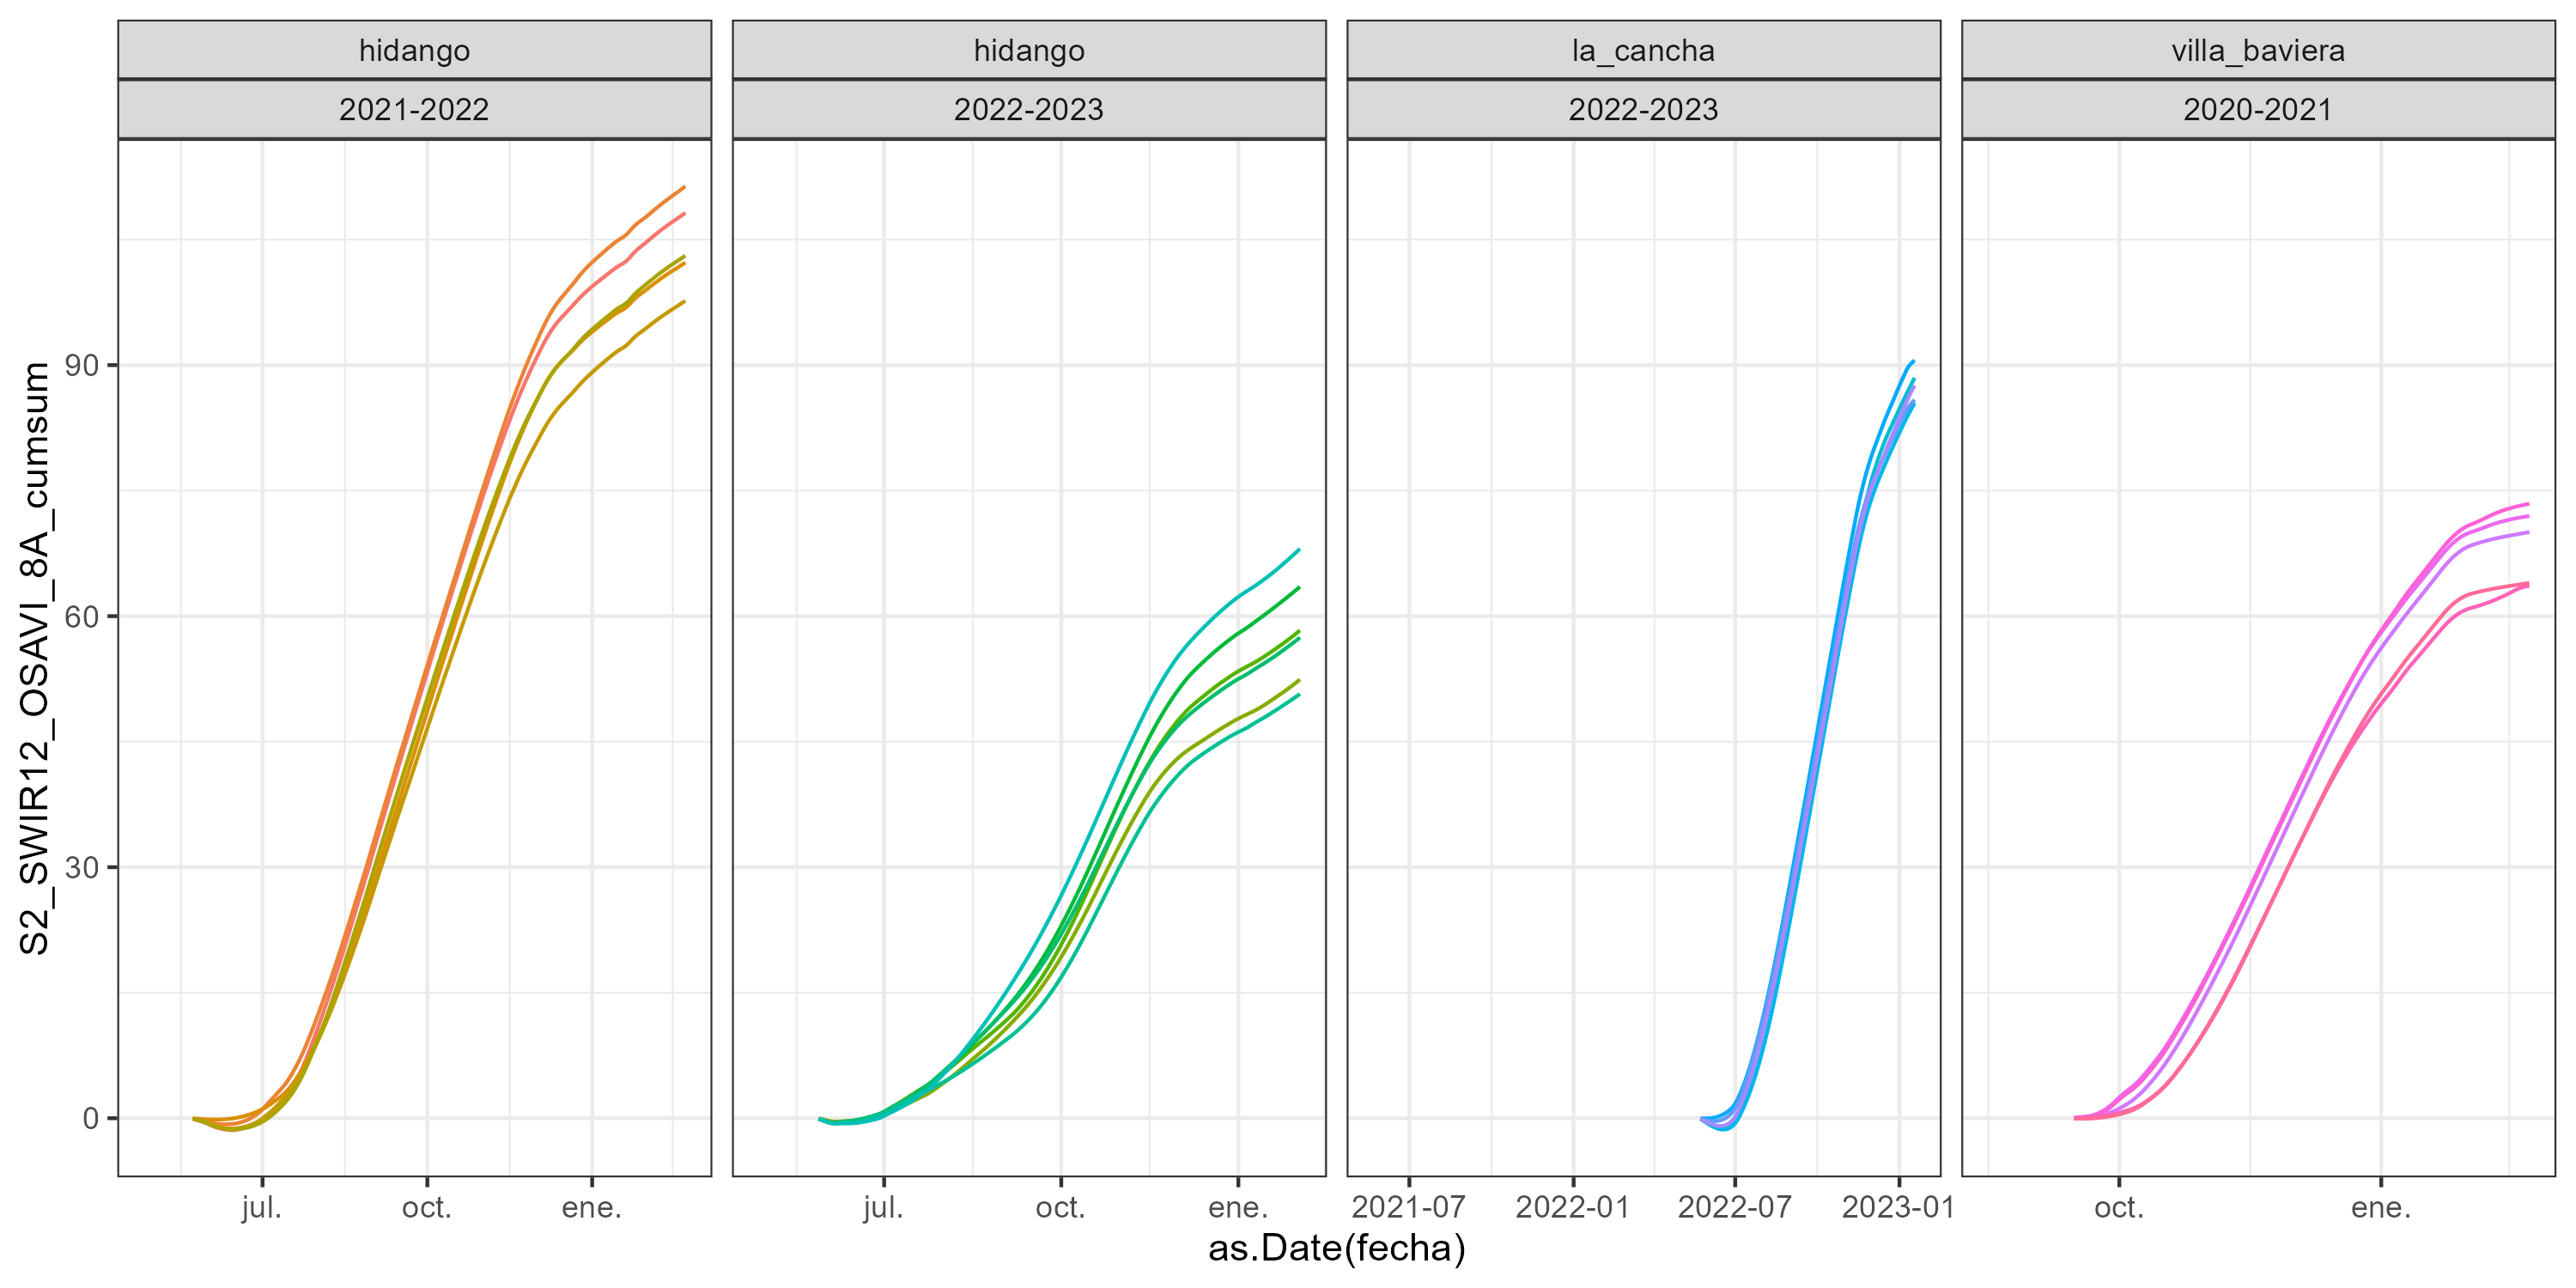 hidango
hidango
la_cancha
villa_baviera
2021-2022
2022-2023
2022-2023
2020-2021
S2_SWIR12_OSAVI_8A_cumsum
90
60
30
0
jul.
oct.
ene.
jul.
oct.
ene.
2021-07
2022-01
2022-07
2023-01
oct.
ene.
as.Date(fecha)